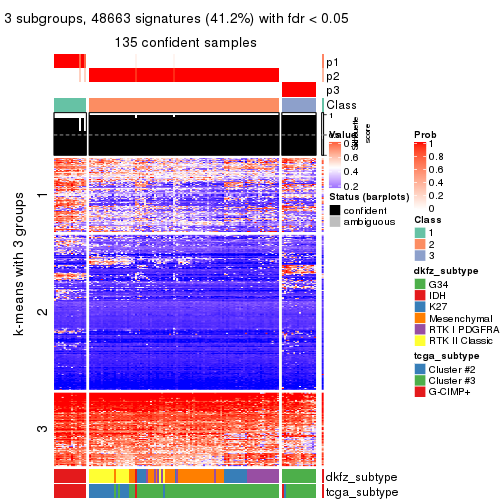 3 subgroups, 48663 signatures (41.2%) with fdr < 0.05
135 confident samples
p1
p2
p3
Class
1
Silhouette
score
k-means with 3 groups
1
2
3
Value
0.8
0.6
0.4
0.2
Status (barplots)
confident
ambiguous
Prob
1
0.8
0.6
0.4
0.2
0
Class
1
2
3
dkfz_subtype
G34
IDH
K27
Mesenchymal
RTK I PDGFRA
RTK II Classic
tcga_subtype
Cluster #2
Cluster #3
G-CIMP+
dkfz_subtype
tcga_subtype